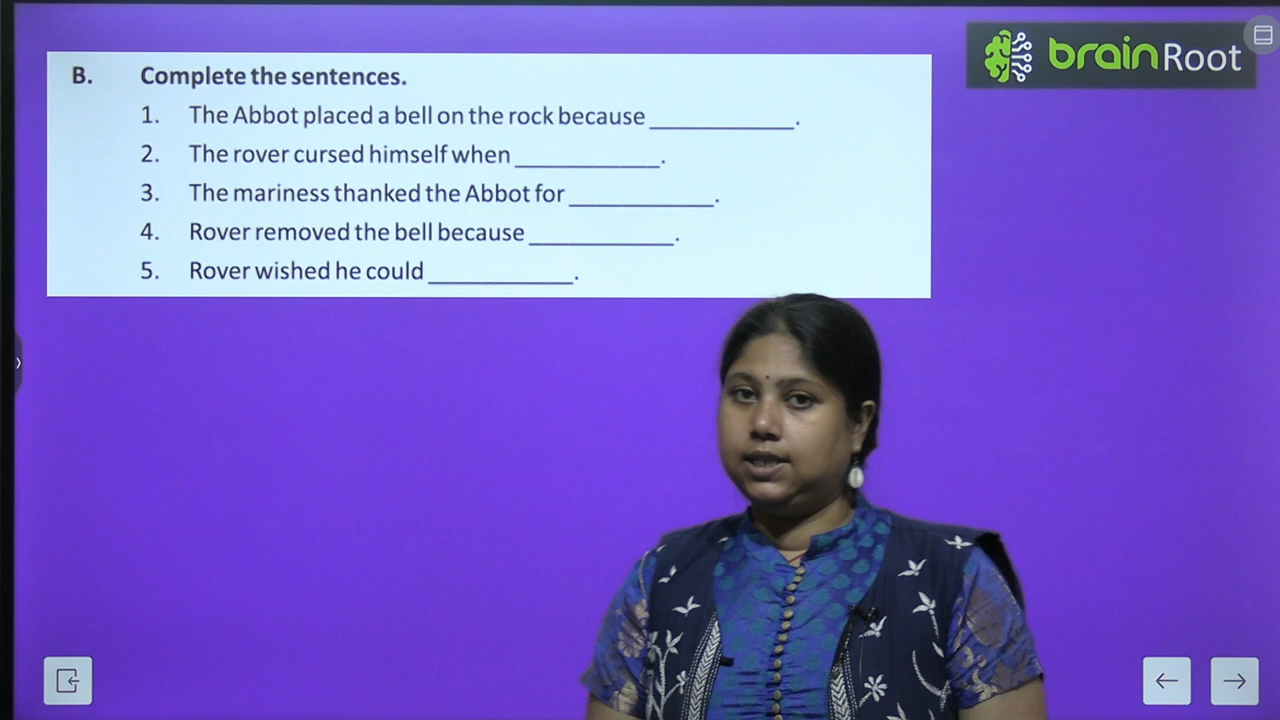 brainRoot
B. Complete the sentences.
1. The Abbot placed a bell on the rock because ____________.
2. The rover cursed himself when ____________.
3. The mariness thanked the Abbot for ____________.
4. Rover removed the bell because ____________.
5. Rover wished he could ____________.